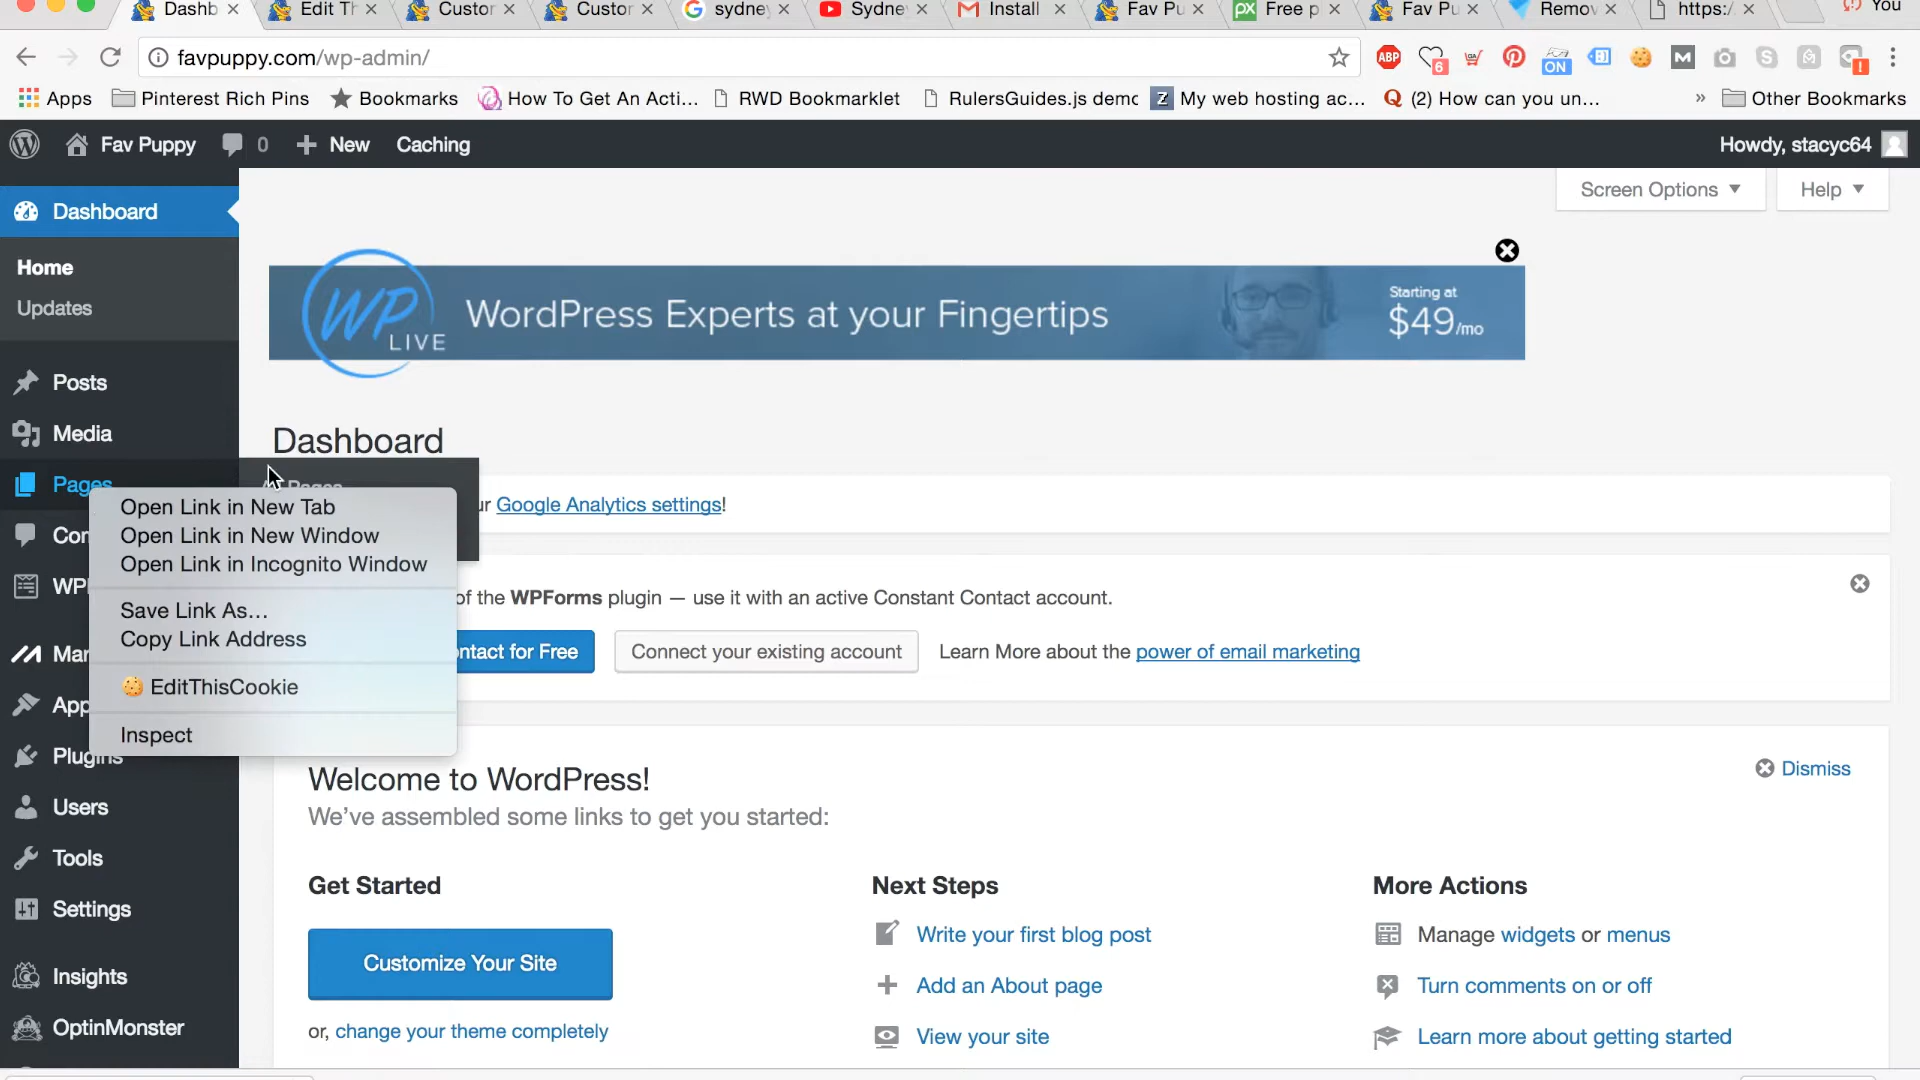 Dashb
Edit Th
Custor
Custor
sydney
Sydne
Install
Fav Pu
Free p
Fav Pu
Remov
https:/
You
favpuppy.com/wp-admin/
ABP
6
ON
M
Apps
Pinterest Rich Pins
Bookmarks
How To Get An Acti...
RWD Bookmarklet
RulersGuides.js demc
Z My web hosting ac...
Q (2) How can you un...
»
Other Bookmarks
Fav Puppy
0
+ New
Caching
Howdy, stacyc64
Dashboard
Screen Options ▼
Help ▼
Home
Updates
WP LIVE
WordPress Experts at your Fingertips
Starting at
$49/mo
Posts
Media
Dashboard
Pages
Pages
Open Link in New Tab
Open Link in New Window
Open Link in Incognito Window
Save Link As...
Copy Link Address
EditThisCookie
Inspect
ur Google Analytics settings!
Con
WPF
of the WPForms plugin — use it with an active Constant Contact account.
ontact for Free
Connect your existing account
Learn More about the power of email marketing
Mar
App
Plugins
Users
Tools
Settings
Insights
OptinMonster
Welcome to WordPress!
Dismiss
We've assembled some links to get you started:
Get Started
Customize Your Site
or, change your theme completely
Next Steps
Write your first blog post
Add an About page
View your site
More Actions
Manage widgets or menus
Turn comments on or off
Learn more about getting started